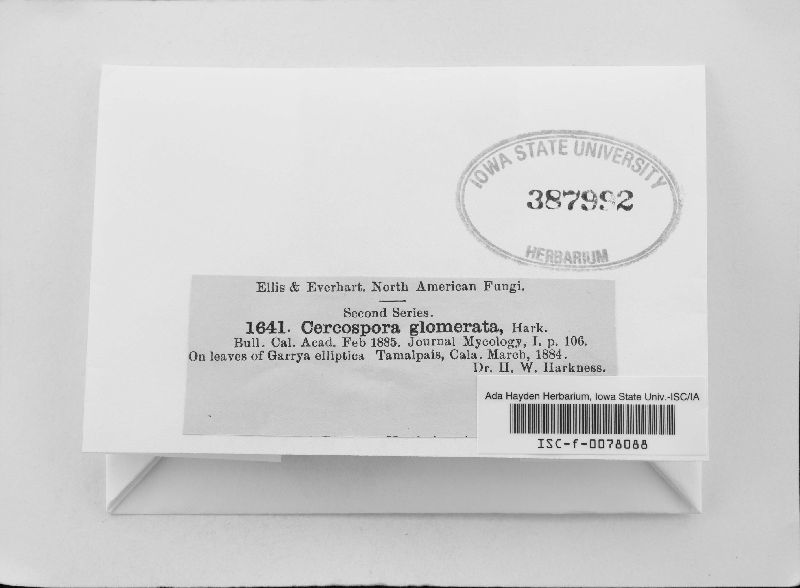 IOWA STATE UNIVERSITY
387992
HERBARIUM
Ellis & Everhart, North American Fungi.
Second Series.
1641. Cercospora glomerata, Hark.
Bull. Cal. Acad. Feb 1885. Journal Mycology, I. p. 106.
On leaves of Garrya elliptica Tamalpais, Cala. March, 1884.
Dr. H. W. Harkness.
Ada Hayden Herbarium, Iowa State Univ.-ISC/IA
ISC-f-0078088